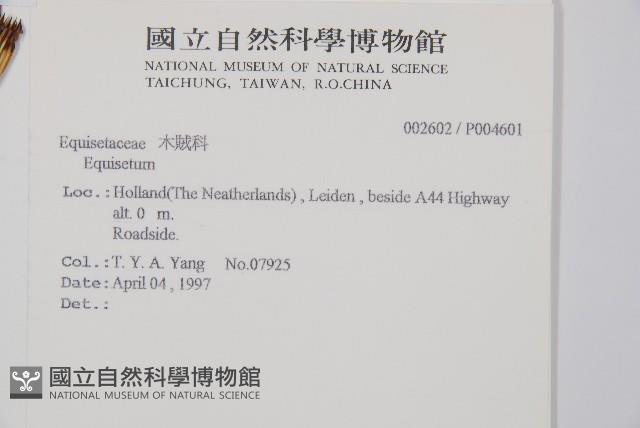 國立自然科學博物館
NATIONAL MUSEUM OF NATURAL SCIENCE
TAICHUNG, TAIWAN, R.O.CHINA
002602 / P004601
Equisetaceae 木賊科
Equisetum
Loc.: Holland(The Neatherlands) , Leiden , beside A44 Highway
alt. 0 m.
Roadside.
Col.: T. Y. A. Yang No.07925
Date: April 04 , 1997
Det.:
國立自然科學博物館
NATIONAL MUSEUM OF NATURAL SCIENCE